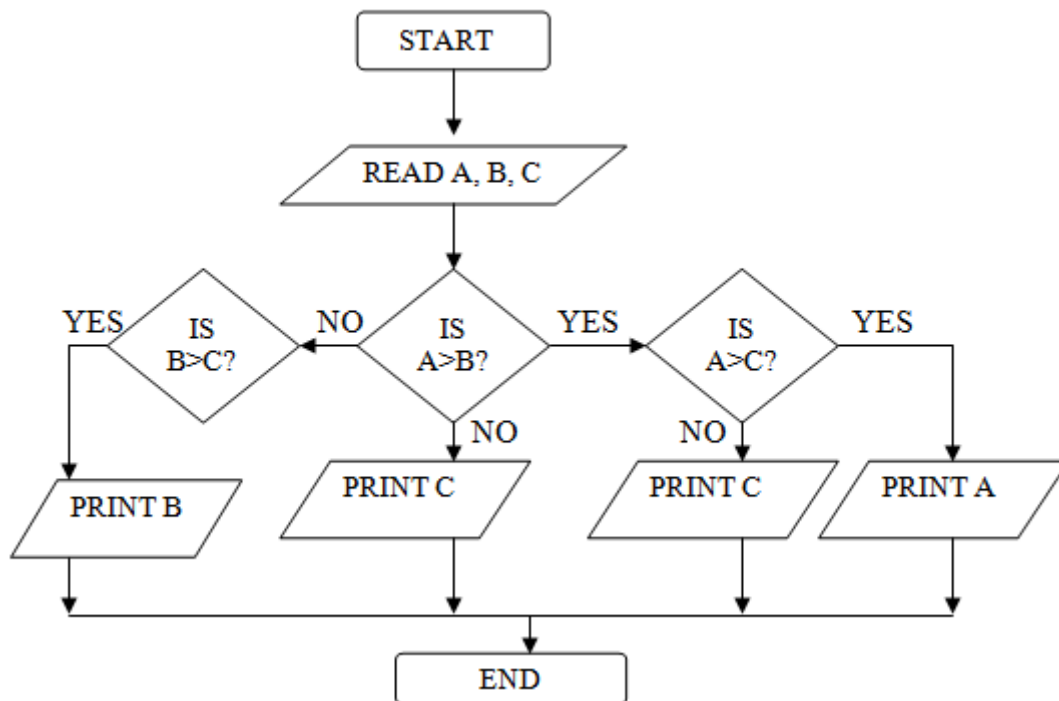 START
READ A, B, C
YES
IS
B>C?
NO
IS
A>B?
YES
IS
A>C?
YES
NO
NO
PRINT B
PRINT C
PRINT C
PRINT A
END